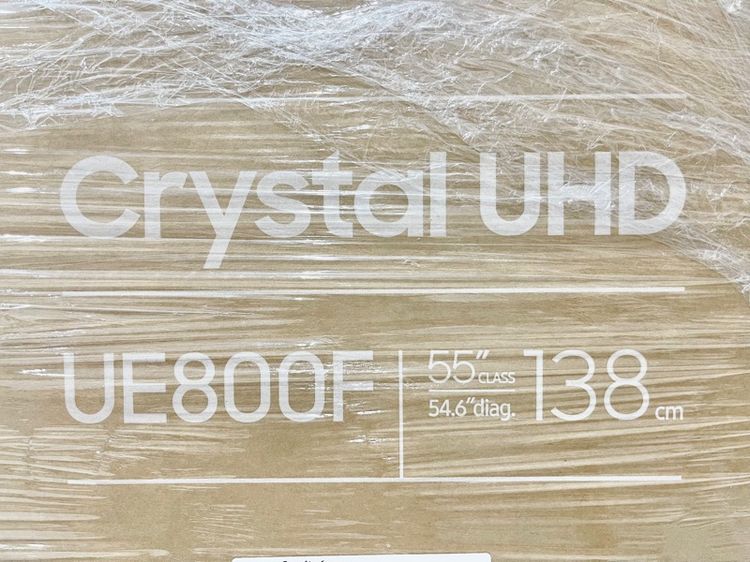 Crystal UHD
UE800F
55" CLASS
54.6" diag.
138 cm